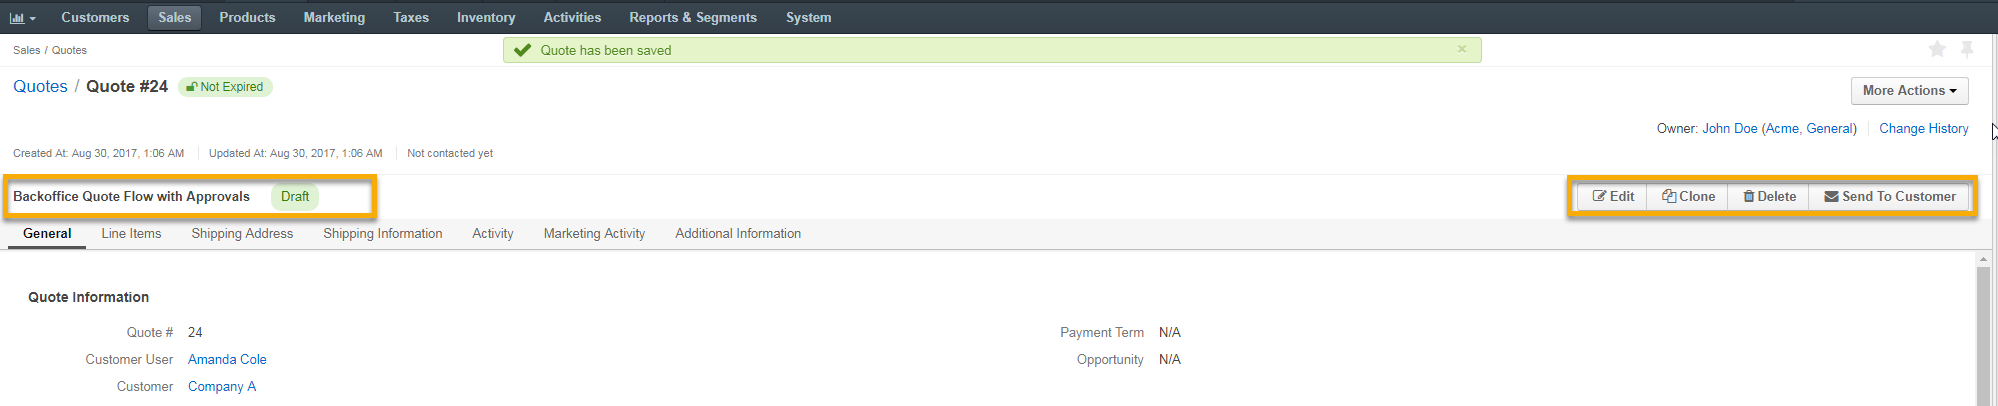 Customers Sales Products Marketing Taxes Inventory Activities Reports & Segments System
Sales / Quotes
Quote has been saved ×
Quotes / Quote #24 Not Expired
More Actions
Owner: John Doe (Acme, General) Change History
Created At: Aug 30, 2017, 1:06 AM Updated At: Aug 30, 2017, 1:06 AM Not contacted yet
Backoffice Quote Flow with Approvals Draft Edit Clone Delete Send To Customer
General Line Items Shipping Address Shipping Information Activity Marketing Activity Additional Information
Quote Information
Quote # 24 Payment Term N/A
Customer User Amanda Cole Opportunity N/A
Customer Company A